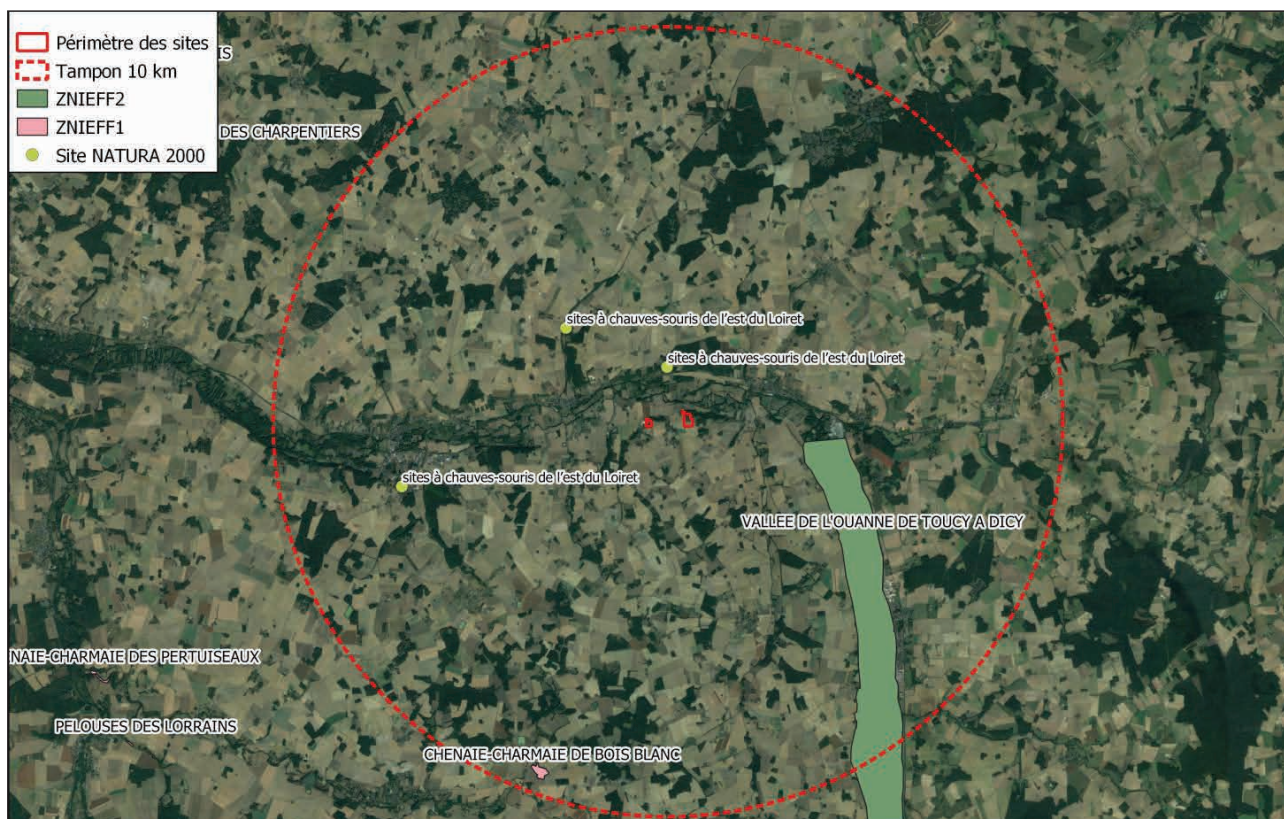 Périmètre des sites
Tampon 10 km
ZNIEFF2
ZNIEFF1
Site NATURA 2000
IS
DES CHARPENTIERS
sites à chauves-souris de l'est du Loiret
sites à chauves-souris de l'est du Loiret
sites à chauves-souris de l'est du Loiret
VALLEE DE L'OUANNE DE TOUCY A DICY
NAIE-CHARMAIE DES PERTUISEAUX
PELOUSES DES LORRAINS
CHENAIE-CHARMAIE DE BOIS BLANC